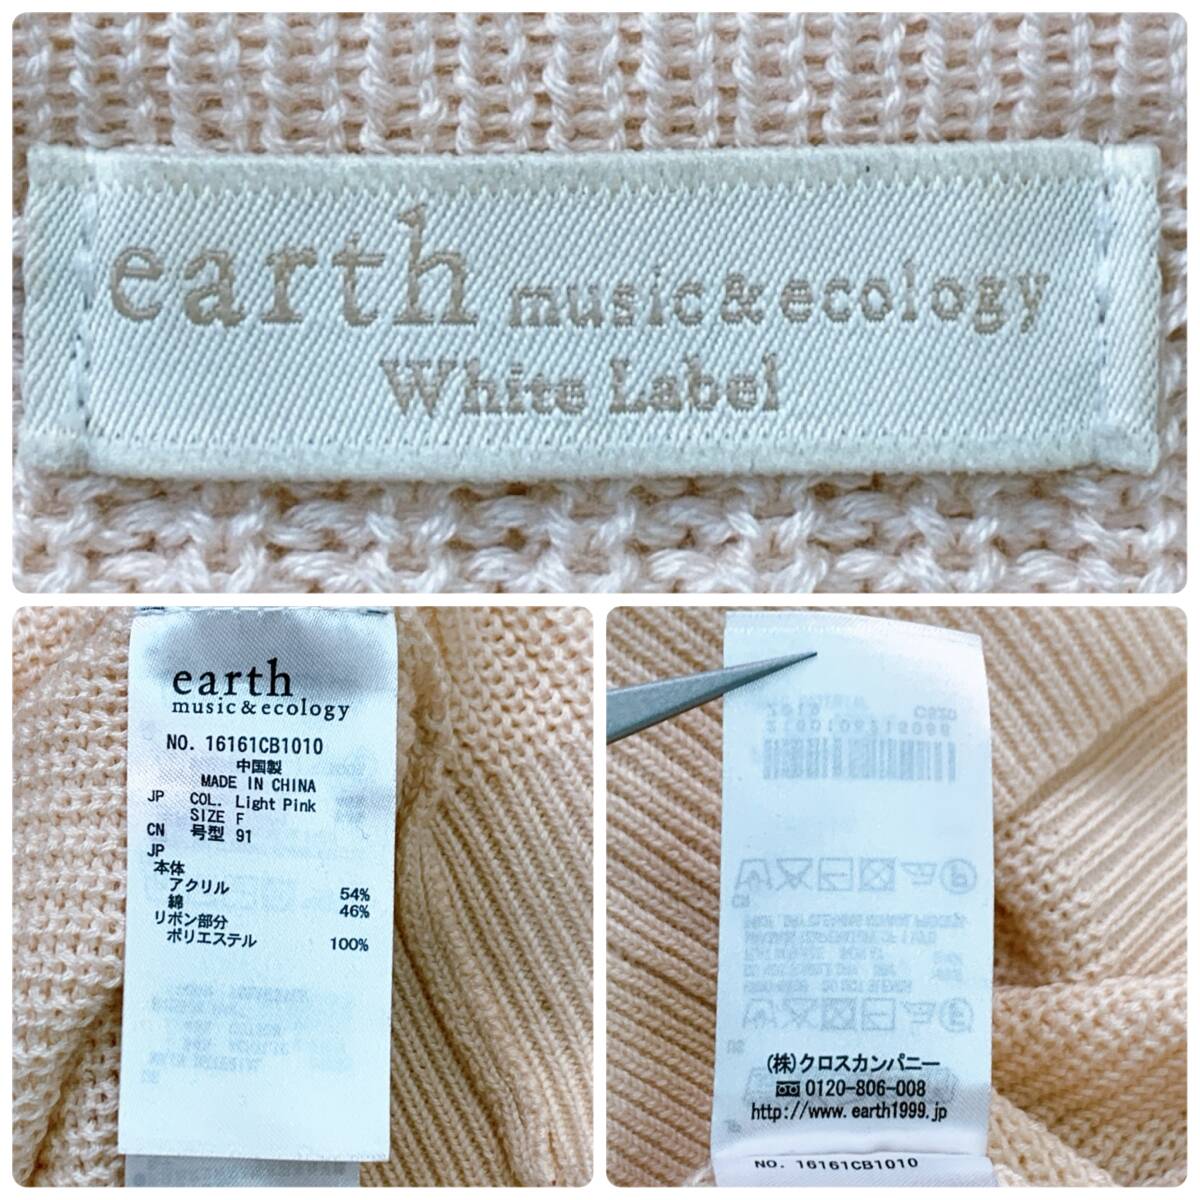 earth music&ecology
White Label
earth
music&ecology
NO. 16161CB1010
中国製
MADE IN CHINA
JP COL. Light Pink
SIZE F
CN 号型 91
JP
本体
アクリル 54%
綿 46%
リボン部分
ポリエステル 100%
(株)クロスカンパニー
0120-806-008
http://www.earth1999.jp
NO. 16161CB1010